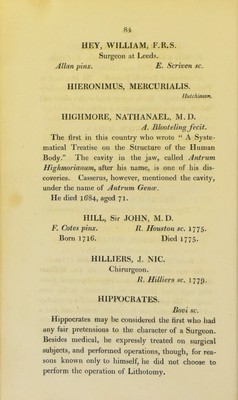 84
HEY, WILLIAM, F.R.S.
Surgeon at Leeds.
Allan pinx. E. Scriven sc.
HIERONIMUS, MERCURIALIS.
Hutchinson.
HIGHMORE, NATHANAEL, M. D.
A. Blooteling fecit.
The first in this country who wrote “ A Syste-
matical Treatise on the Structure of the Human
Body.” The cavity in the jaw, called Antrum
Highmorianum, after his name, is one of his dis-
coveries. Casserus, however, mentioned the cavity,
under the name of Antrum Genæ.
He died 1684, aged 71.
HILL, Sir JOHN, M. D.
F. Cotes pinx. R. Houston sc. 1775.
Born 1716. Died 1775.
HILLIERS, J. NIC.
Chirurgeon.
R. Hilliers sc. 1779.
HIPPOCRATES.
Bovi sc.
Hippocrates may be considered the first who had
any fair pretensions to the character of a Surgeon.
Besides medical, he expressly treated on surgical
subjects, and performed operations, though, for rea-
sons known only to himself, he did not choose to
perform the operation of Lithotomy.